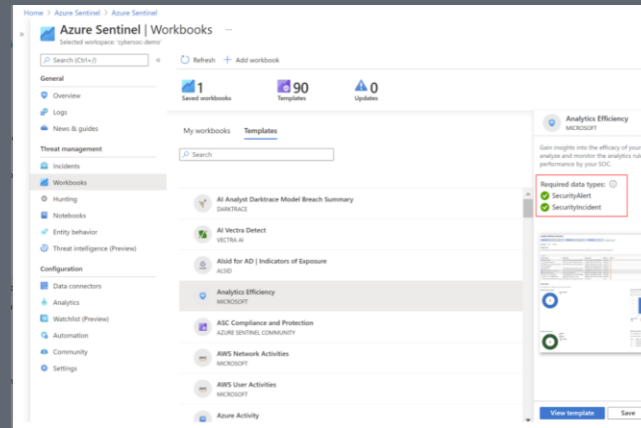 Home > Azure Sentinel > Azure Sentinel
Azure Sentinel | Workbooks ...
Selected workspace: 'cybersoc-demo'
Search (Ctrl+/)
General
Overview
Logs
News & guides
Threat management
Incidents
Workbooks
Hunting
Notebooks
Entity behavior
Threat intelligence (Preview)
Configuration
Data connectors
Analytics
Watchlist (Preview)
Automation
Community
Settings
Refresh + Add workbook
1
Saved workbooks
90
Templates
0
Updates
My workbooks Templates
Search
AI Analyst Darktrace Model Breach Summary
DARKTRACE
AI Vectra Detect
VECTRA AI
Alsid for AD | Indicators of Exposure
ALSID
Analytics Efficiency
MICROSOFT
ASC Compliance and Protection
AZURE SENTINEL COMMUNITY
AWS Network Activities
MICROSOFT
AWS User Activities
MICROSOFT
Azure Activity
Analytics Efficiency
MICROSOFT
Gain insights into the efficacy of your
analyze and monitor the analytics rul
performance by your SOC.
Required data types:
SecurityAlert
SecurityIncident
View template Save